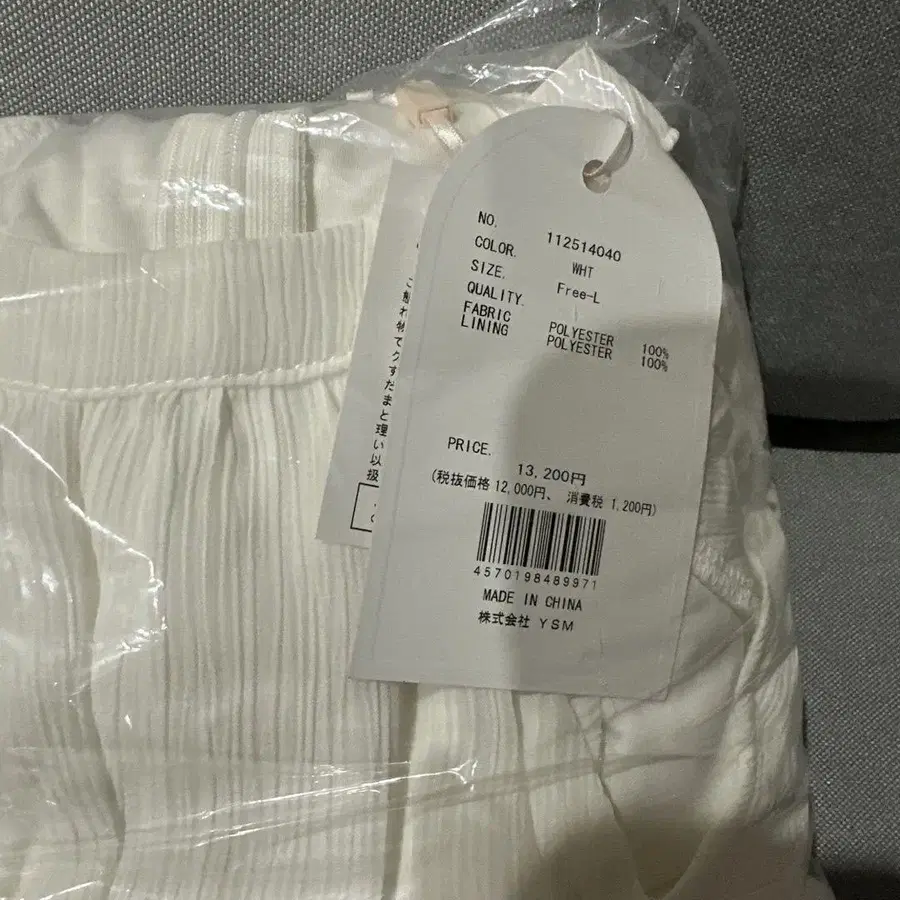 NO. 112514040
COLOR. WHT
SIZE. Free-L
QUALITY.
FABRIC POLYESTER 100%
LINING POLYESTER 100%
PRICE.
13,200円
(税抜価格 12,000円、 消費税 1,200円)
4570198489971
MADE IN CHINA
株式会社 YSM